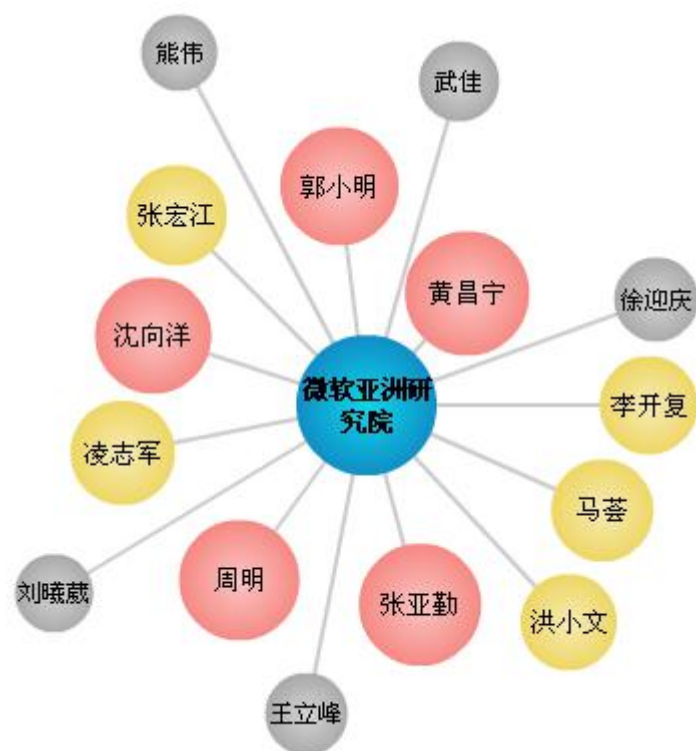 熊伟
武佳
郭小明
张宏江
黄昌宁
徐迎庆
沈向洋
微软亚洲研
究院
李开复
凌志军
马荟
周明
刘曦葳
张亚勤
洪小文
王立峰